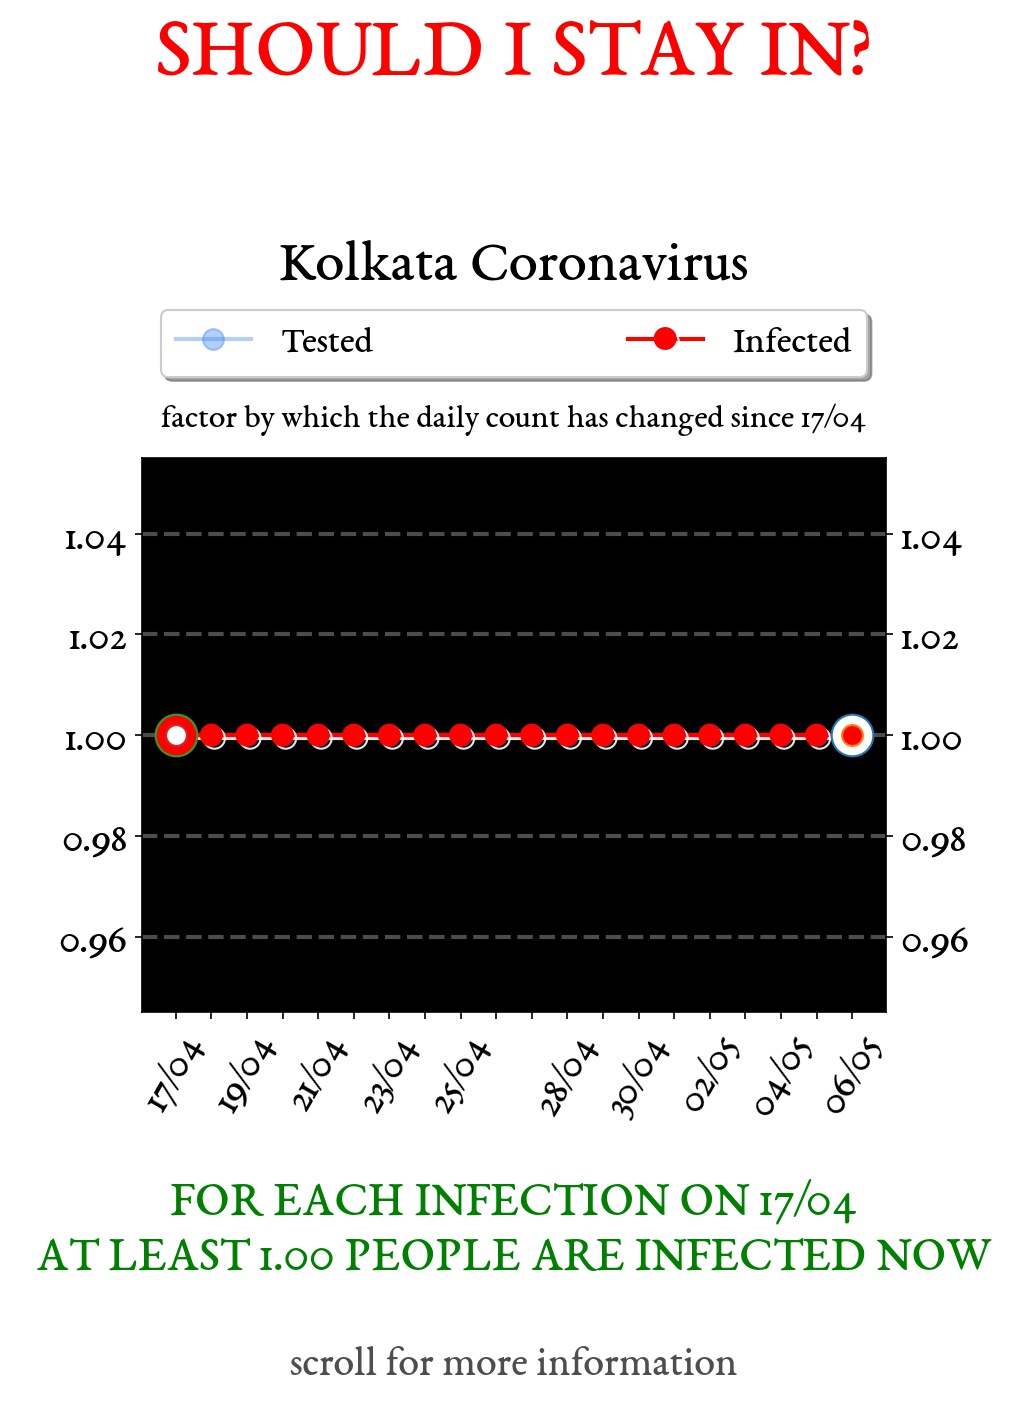 SHOULD I STAY IN?
Kolkata Coronavirus
Tested Infected
factor by which the daily count has changed since 17/04
1.04 1.04
1.02 1.02
1.00 1.00
0.98 0.98
0.96 0.96
17/04 19/04 21/04 23/04 25/04 28/04 30/04 02/05 04/05 06/05
FOR EACH INFECTION ON 17/04
AT LEAST 1.00 PEOPLE ARE INFECTED NOW
scroll for more information